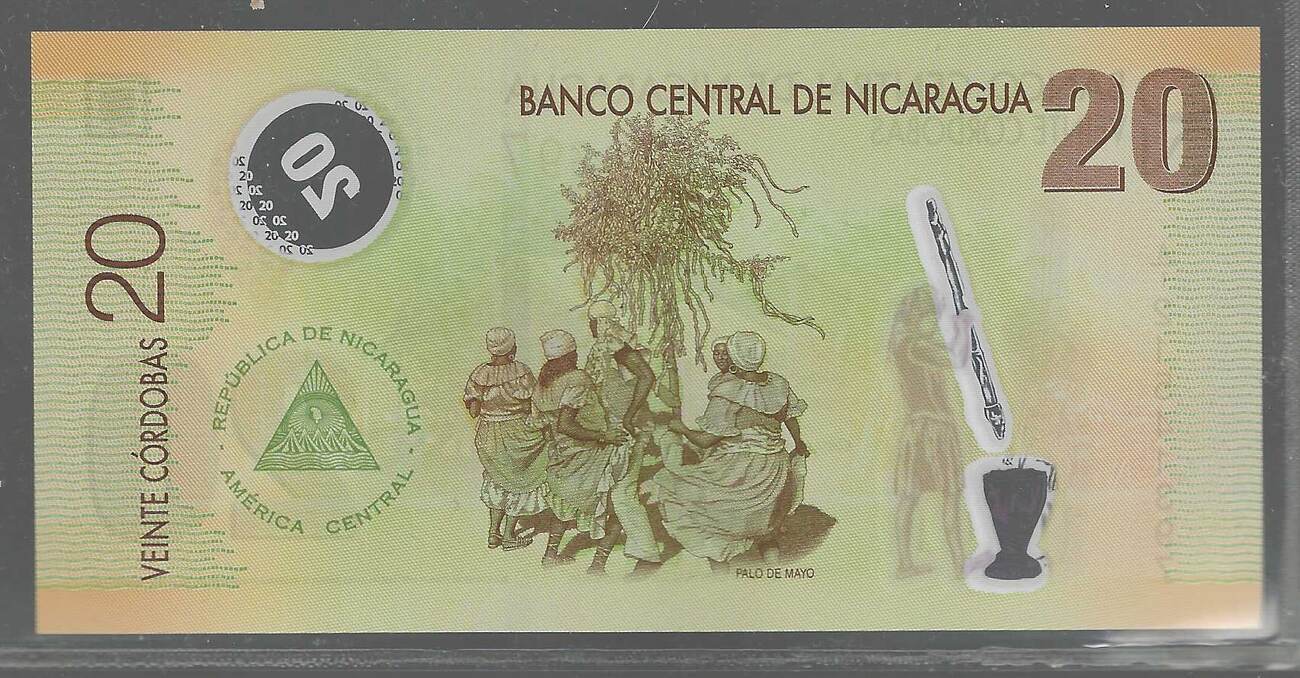 BANCO CENTRAL DE NICARAGUA
20
20
VEINTE CÓRDOBAS 20
REPÚBLICA DE NICARAGUA
AMÉRICA CENTRAL
PALO DE MAYO